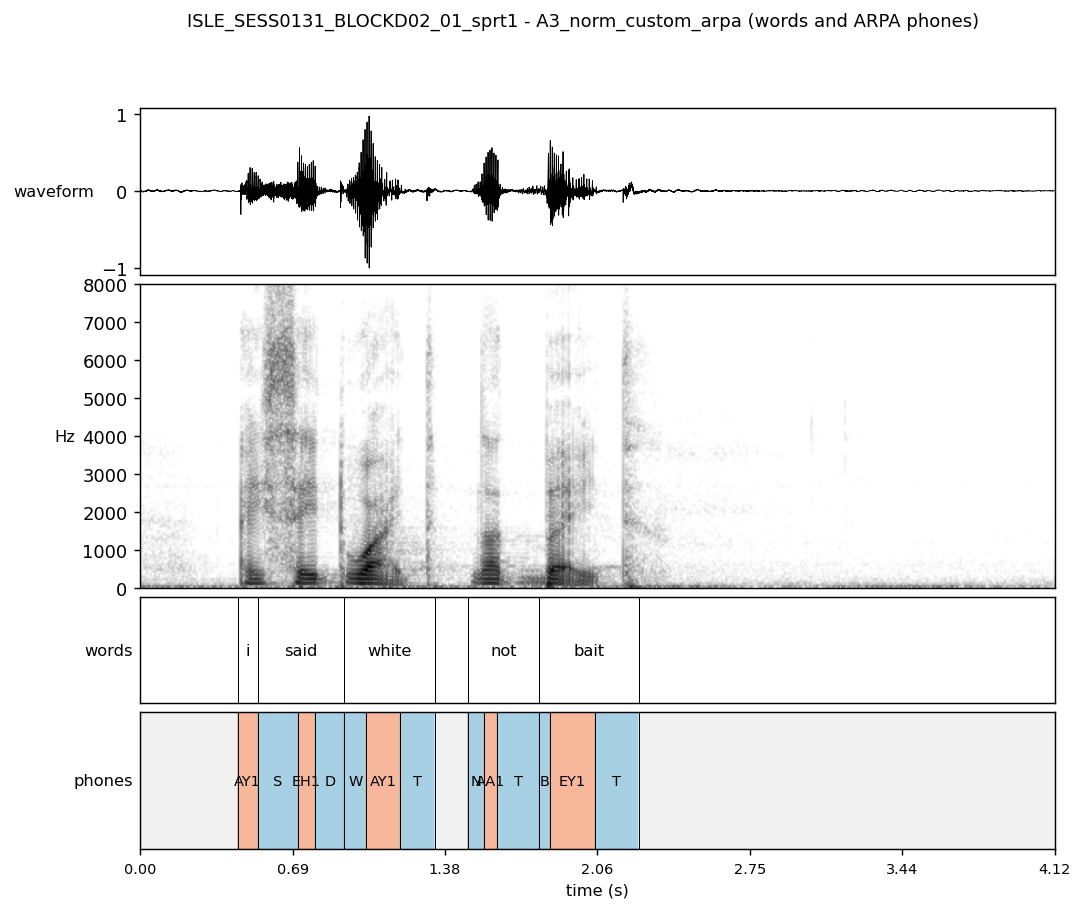 ISLE_SESS0131_BLOCKD02_01_sprt1 - A3_norm_custom_arpa (words and ARPA phones)
1
waveform 0
−1
8000
7000
6000
5000
Hz 4000
3000
2000
1000
0
words i said white not bait
phones AY1 S EH1 D W AY1 T N AA1 T B EY1 T
0.00 0.69 1.38 2.06 2.75 3.44 4.12
time (s)